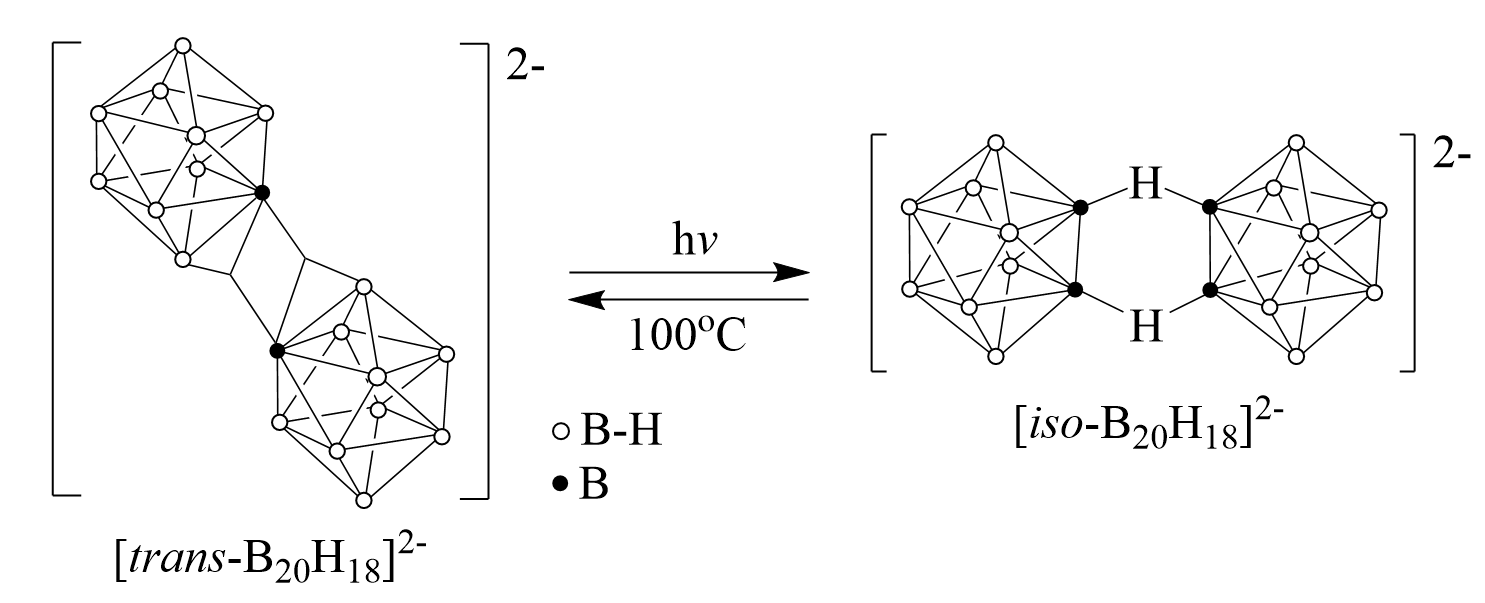 2-
2-
H
hν
100°C
H
B-H
B
[iso-B₂₀H₁₈]²⁻
[trans-B₂₀H₁₈]²⁻